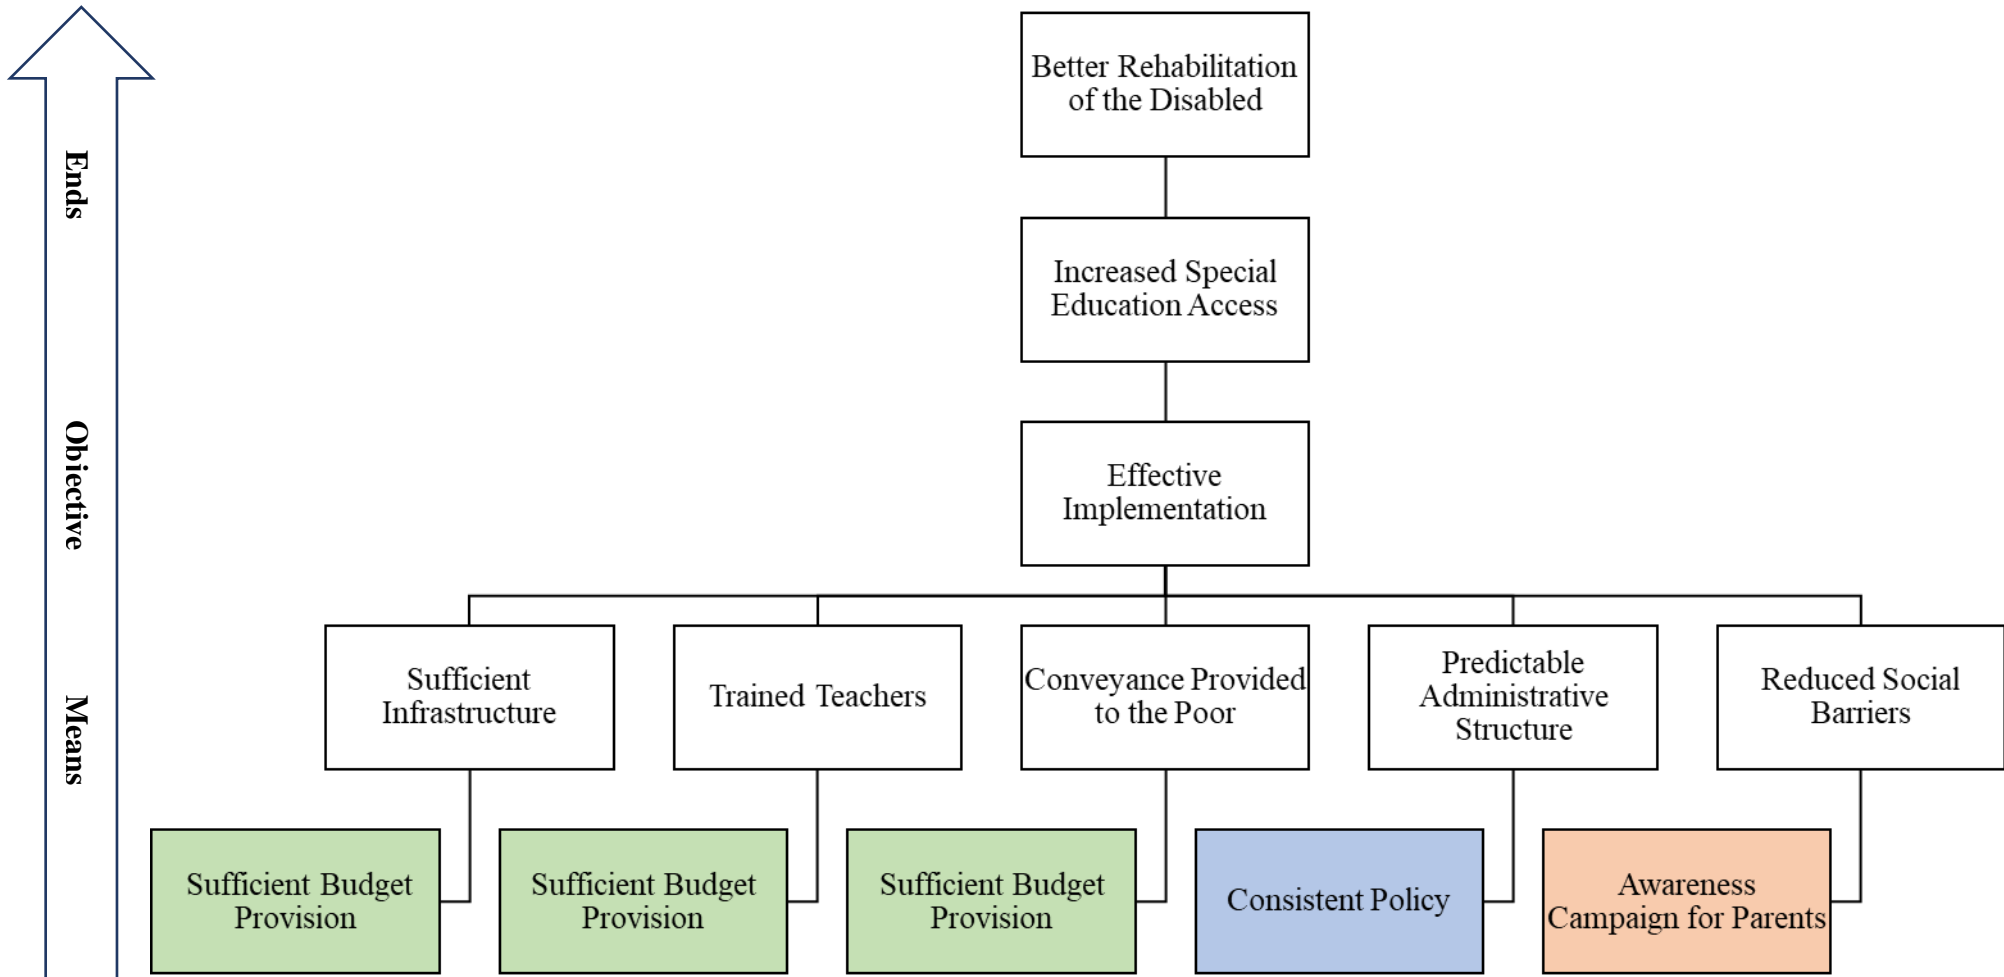 Better Rehabilitation
of the Disabled
Ends
Increased Special
Education Access
Objective
Effective
Implementation
Means
Sufficient
Infrastructure
Trained Teachers
Conveyance Provided
to the Poor
Predictable
Administrative
Structure
Reduced Social
Barriers
Sufficient Budget
Provision
Sufficient Budget
Provision
Sufficient Budget
Provision
Consistent Policy
Awareness
Campaign for Parents